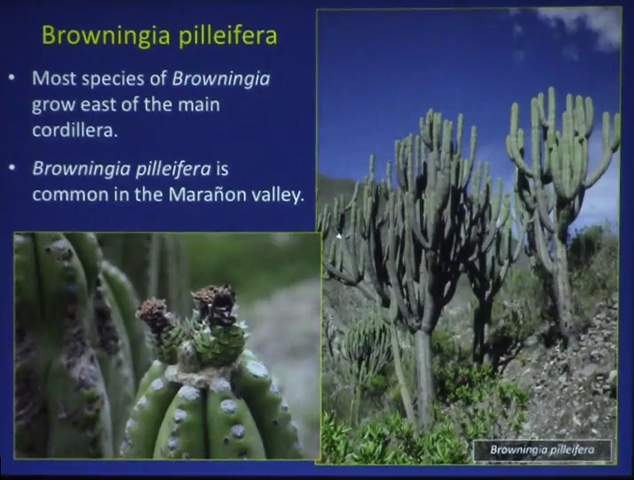 Browningia pilleifera
• Most species of Browningia
grow east of the main
cordillera.
• Browningia pilleifera is
common in the Marañon valley.
Browningia pilleifera